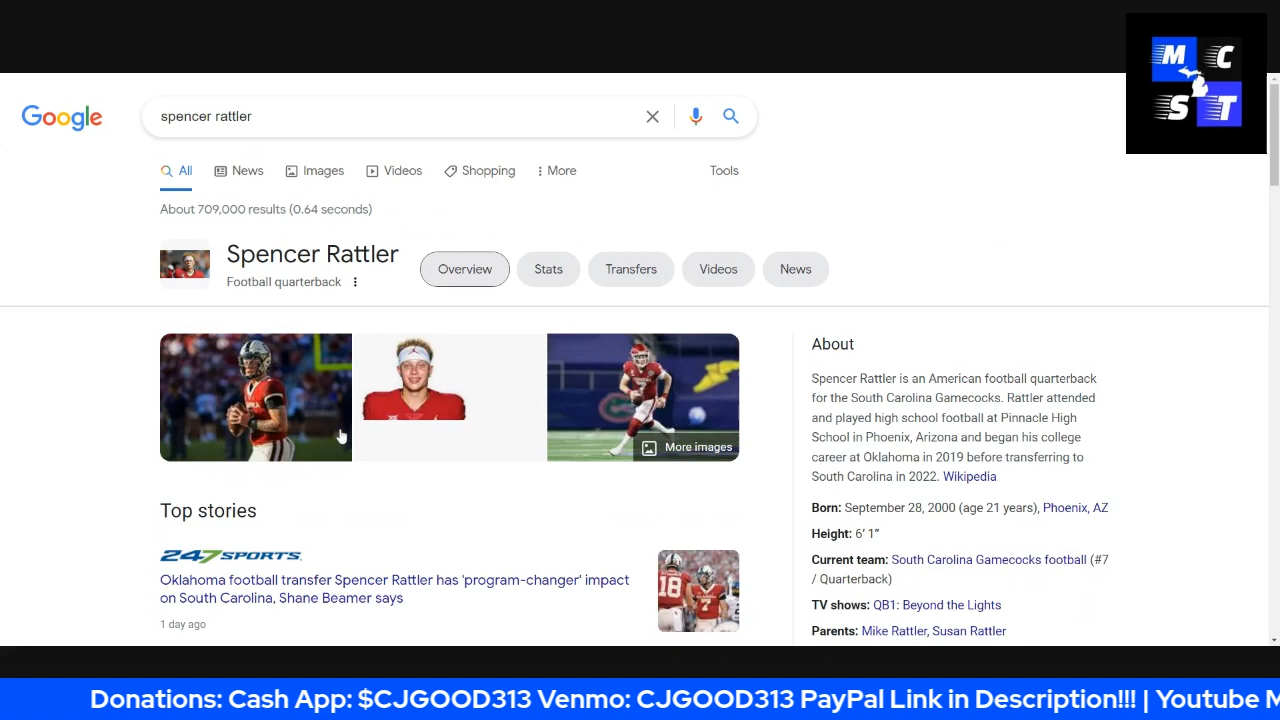 M C
S T
Google
spencer rattler
All News Images Videos Shopping More Tools
About 709,000 results (0.64 seconds)
Spencer Rattler
Football quarterback
Overview Stats Transfers Videos News
More images
Top stories
247SPORTS
Oklahoma football transfer Spencer Rattler has 'program-changer' impact
on South Carolina, Shane Beamer says
1 day ago
18 7
About
Spencer Rattler is an American football quarterback
for the South Carolina Gamecocks. Rattler attended
and played high school football at Pinnacle High
School in Phoenix, Arizona and began his college
career at Oklahoma in 2019 before transferring to
South Carolina in 2022. Wikipedia
Born: September 28, 2000 (age 21 years), Phoenix, AZ
Height: 6′ 1″
Current team: South Carolina Gamecocks football (#7
/ Quarterback)
TV shows: QB1: Beyond the Lights
Parents: Mike Rattler, Susan Rattler
Donations: Cash App: $CJGOOD313 Venmo: CJGOOD313 PayPal Link in Description!!! | Youtube M